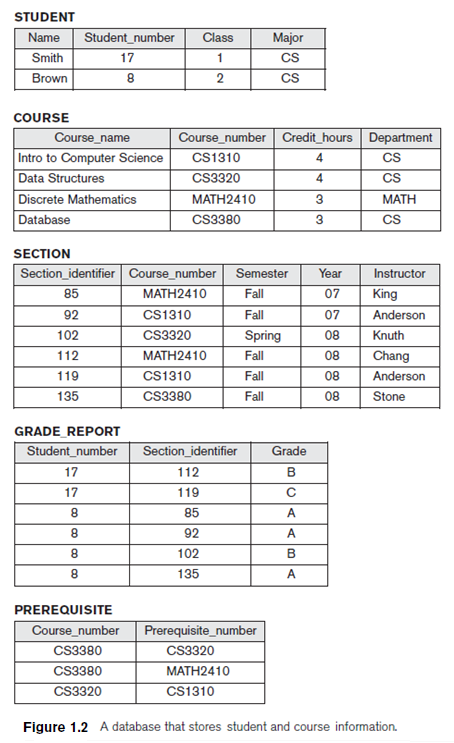 STUDENT
Name Student_number Class Major
Smith 17 1 CS
Brown 8 2 CS
COURSE
Course_name Course_number Credit_hours Department
Intro to Computer Science CS1310 4 CS
Data Structures CS3320 4 CS
Discrete Mathematics MATH2410 3 MATH
Database CS3380 3 CS
SECTION
Section_identifier Course_number Semester Year Instructor
85 MATH2410 Fall 07 King
92 CS1310 Fall 07 Anderson
102 CS3320 Spring 08 Knuth
112 MATH2410 Fall 08 Chang
119 CS1310 Fall 08 Anderson
135 CS3380 Fall 08 Stone
GRADE_REPORT
Student_number Section_identifier Grade
17 112 B
17 119 C
8 85 A
8 92 A
8 102 B
8 135 A
PREREQUISITE
Course_number Prerequisite_number
CS3380 CS3320
CS3380 MATH2410
CS3320 CS1310
Figure 1.2 A database that stores student and course information.